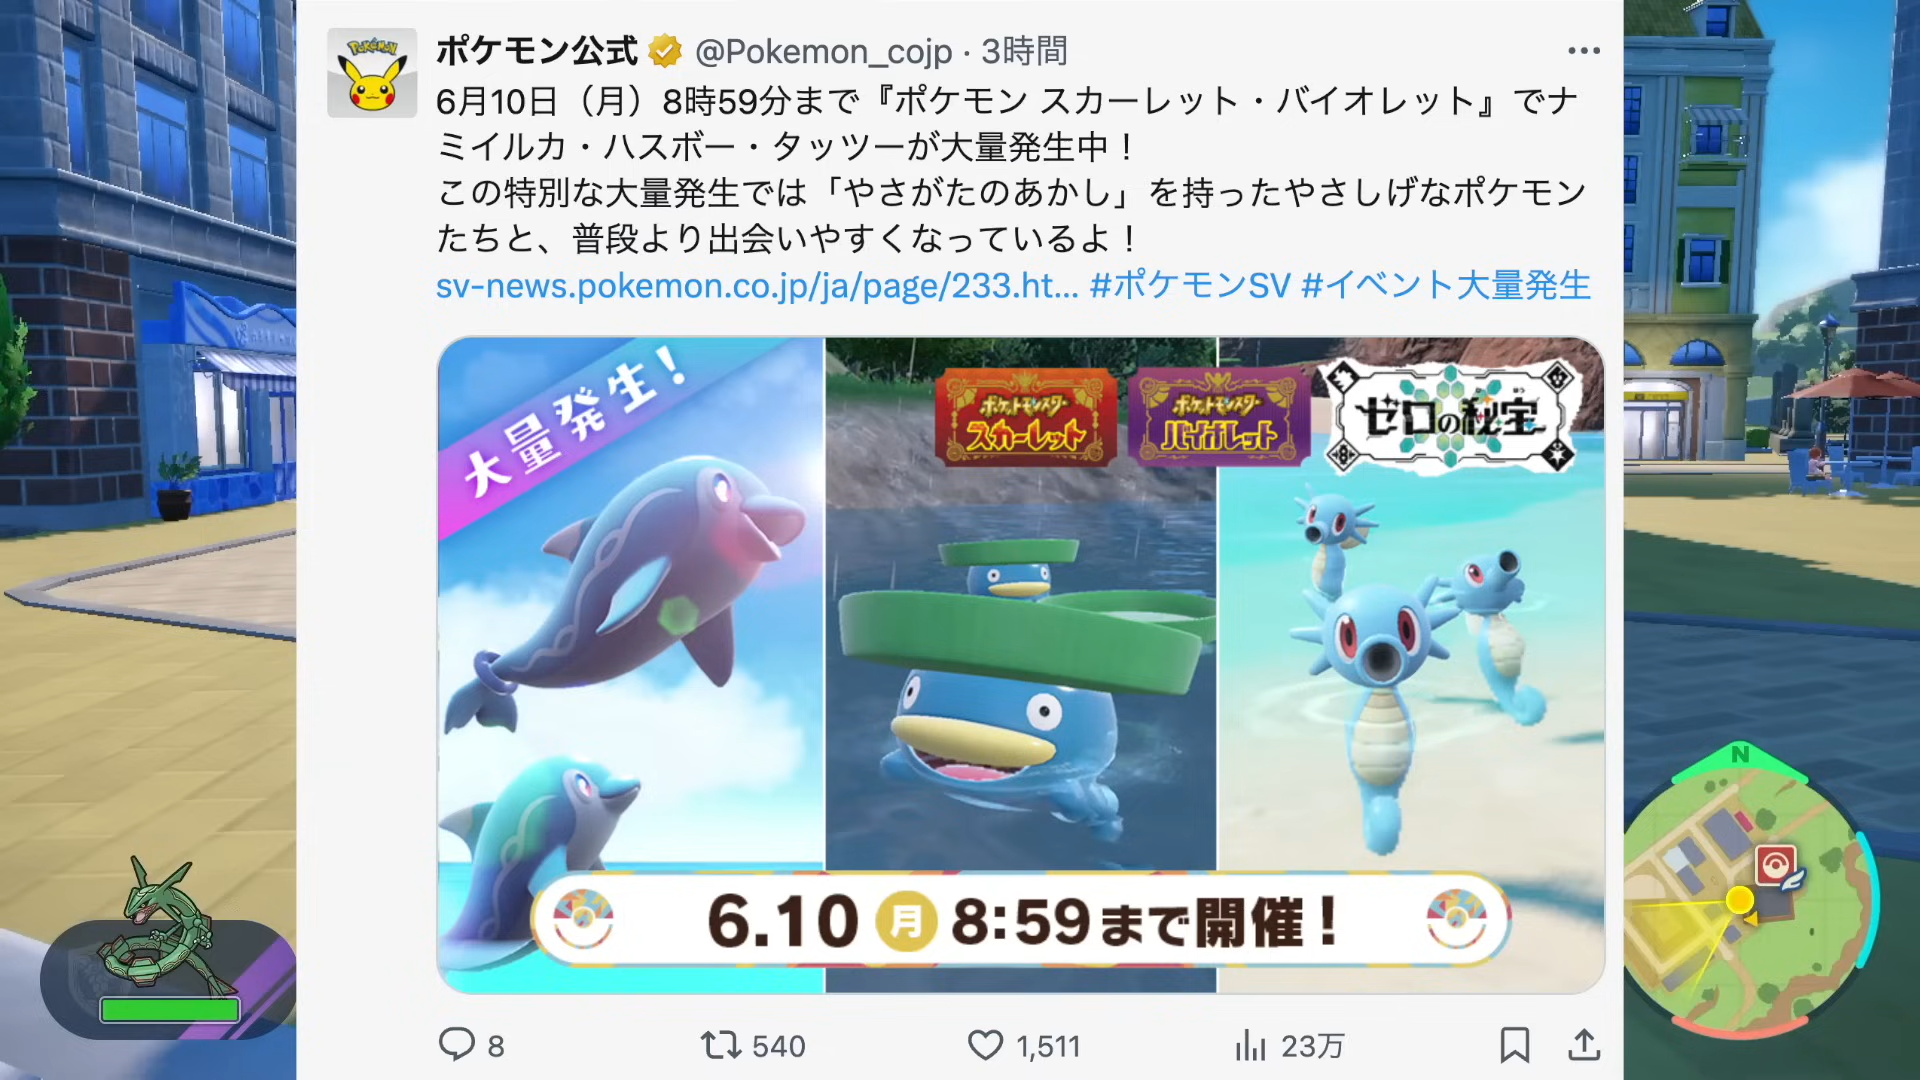 ポケモン公式 @Pokemon_cojp · 3時間
6月10日（月）8時59分まで『ポケモン スカーレット・バイオレット』でナ
ミイルカ・ハスボー・タッツーが大量発生中！
この特別な大量発生では「やさがたのあかし」を持ったやさしげなポケモン
たちと、普段より出会いやすくなっているよ！
sv-news.pokemon.co.jp/ja/page/233.ht... #ポケモンSV #イベント大量発生
Pokémon
大量発生！
ポケットモンスター
スカーレット
ポケットモンスター
バイオレット
ゼロの秘宝
6.10 月 8:59まで開催！
8 540 1,511 23万
N